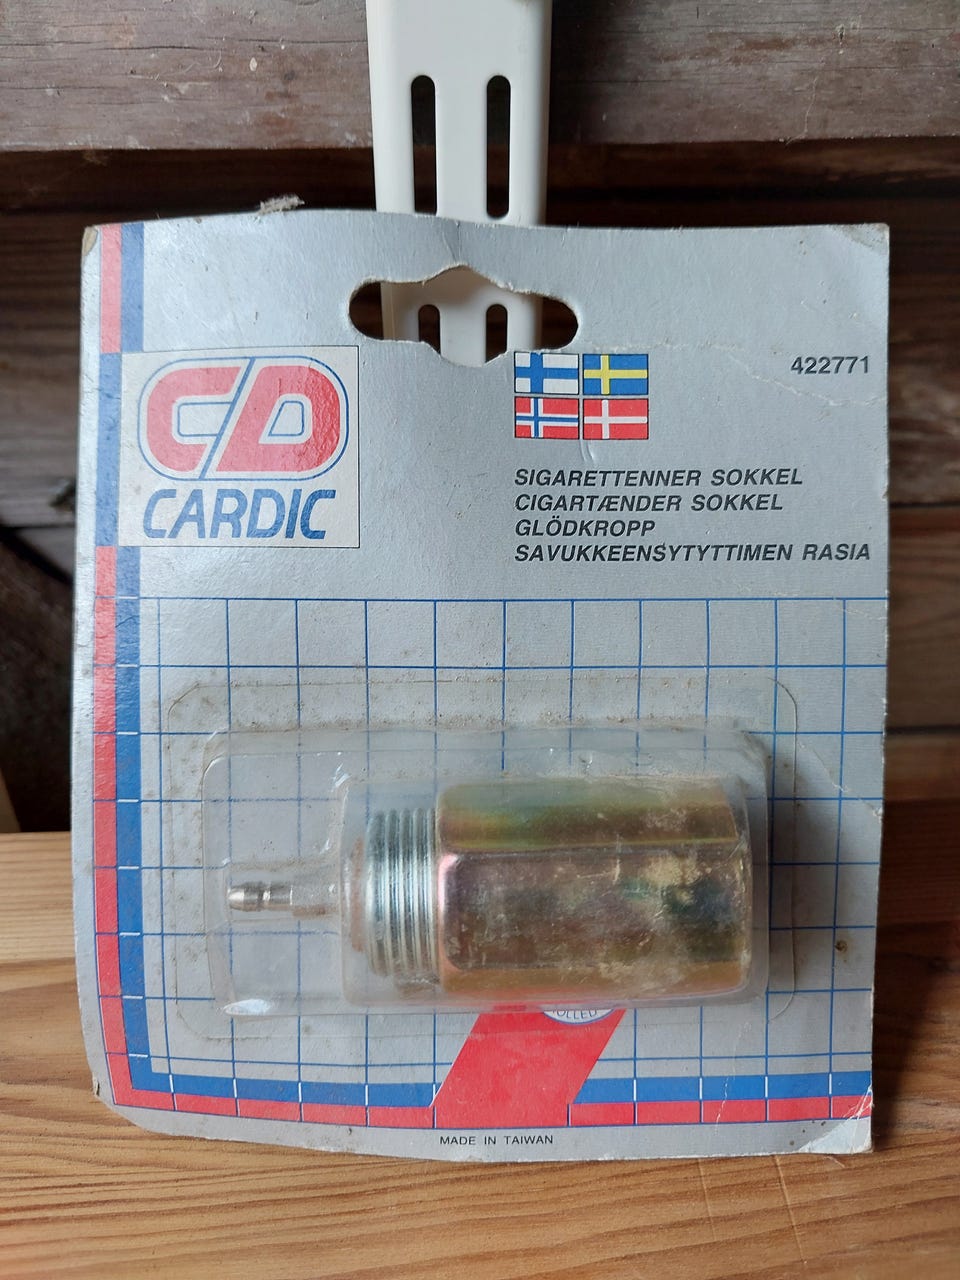 CD
CARDIC
422771
SIGARETTENNER SOKKEL
CIGARTÆNDER SOKKEL
GLÖDKROPP
SAVUKKEENSYTYTTIMEN RASIA
MADE IN TAIWAN